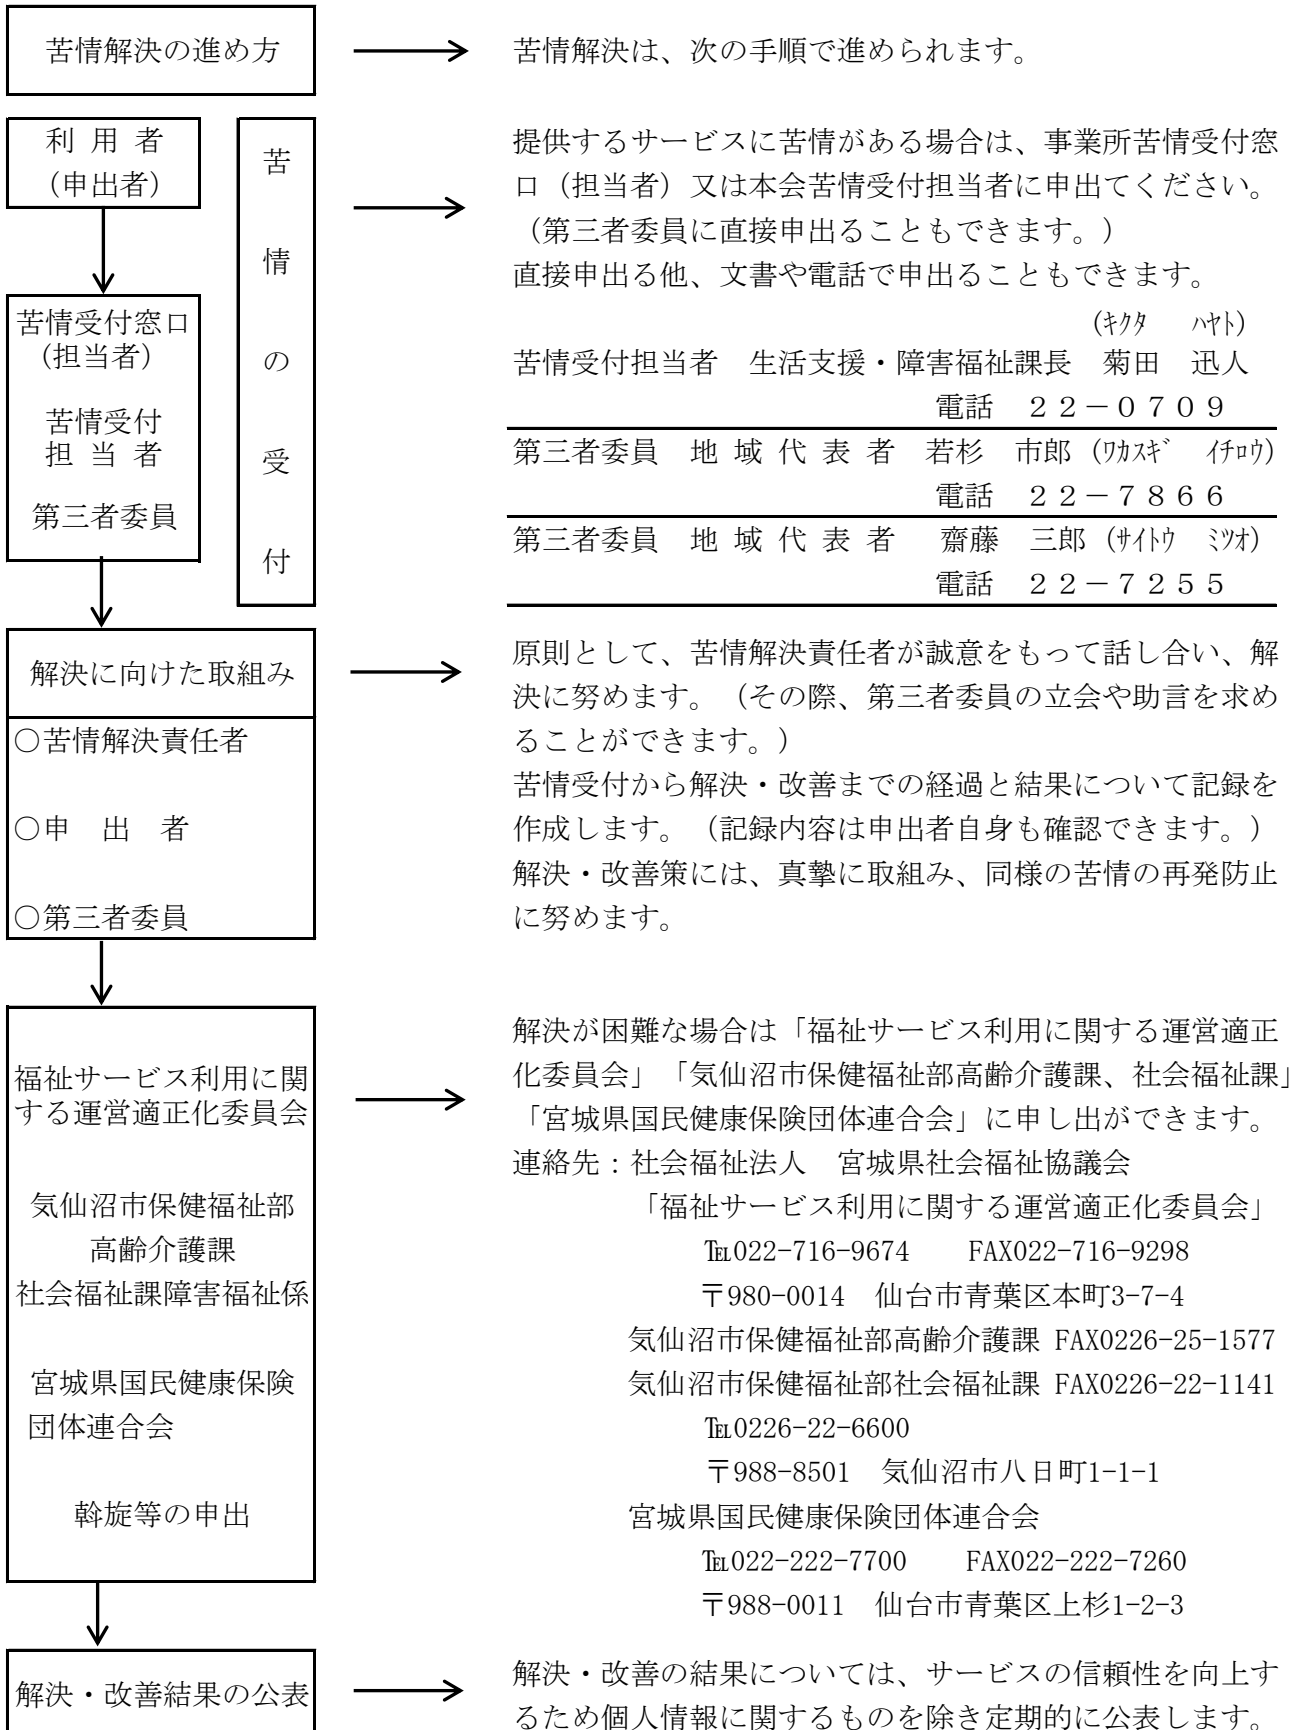 苦情解決の進め方
苦情解決は、次の手順で進められます。
利 用 者
（申出者）
苦情の受付
提供するサービスに苦情がある場合は、事業所苦情受付窓
口（担当者）又は本会苦情受付担当者に申出てください。
（第三者委員に直接申出ることもできます。）
直接申出る他、文書や電話で申出ることもできます。
苦情受付窓口
（担当者）
苦情受付
担 当 者
第三者委員
（ｷｸﾀ　ﾊﾔﾄ）
苦情受付担当者　生活支援・障害福祉課長　菊田　迅人
電話　２２－０７０９
第三者委員　地 域 代 表 者　若杉　市郎（ﾜｶｽｷﾞ　ｲﾁﾛｳ）
電話　２２－７８６６
第三者委員　地 域 代 表 者　齋藤　三郎（ｻｲﾄｳ　ﾐﾂｵ）
電話　２２－７２５５
解決に向けた取組み
○苦情解決責任者
○申　出　者
○第三者委員
原則として、苦情解決責任者が誠意をもって話し合い、解
決に努めます。（その際、第三者委員の立会や助言を求め
ることができます。）
苦情受付から解決・改善までの経過と結果について記録を
作成します。（記録内容は申出者自身も確認できます。）
解決・改善策には、真摯に取組み、同様の苦情の再発防止
に努めます。
福祉サービス利用に関
する運営適正化委員会
気仙沼市保健福祉部
高齢介護課
社会福祉課障害福祉係
宮城県国民健康保険
団体連合会
斡旋等の申出
解決が困難な場合は「福祉サービス利用に関する運営適正
化委員会」「気仙沼市保健福祉部高齢介護課、社会福祉課」
「宮城県国民健康保険団体連合会」に申し出ができます。
連絡先：社会福祉法人　宮城県社会福祉協議会
「福祉サービス利用に関する運営適正化委員会」
℡022-716-9674　FAX022-716-9298
〒980-0014　仙台市青葉区本町3-7-4
気仙沼市保健福祉部高齢介護課 FAX0226-25-1577
気仙沼市保健福祉部社会福祉課 FAX0226-22-1141
℡0226-22-6600
〒988-8501　気仙沼市八日町1-1-1
宮城県国民健康保険団体連合会
℡022-222-7700　FAX022-222-7260
〒988-0011　仙台市青葉区上杉1-2-3
解決・改善結果の公表
解決・改善の結果については、サービスの信頼性を向上す
るため個人情報に関するものを除き定期的に公表します。